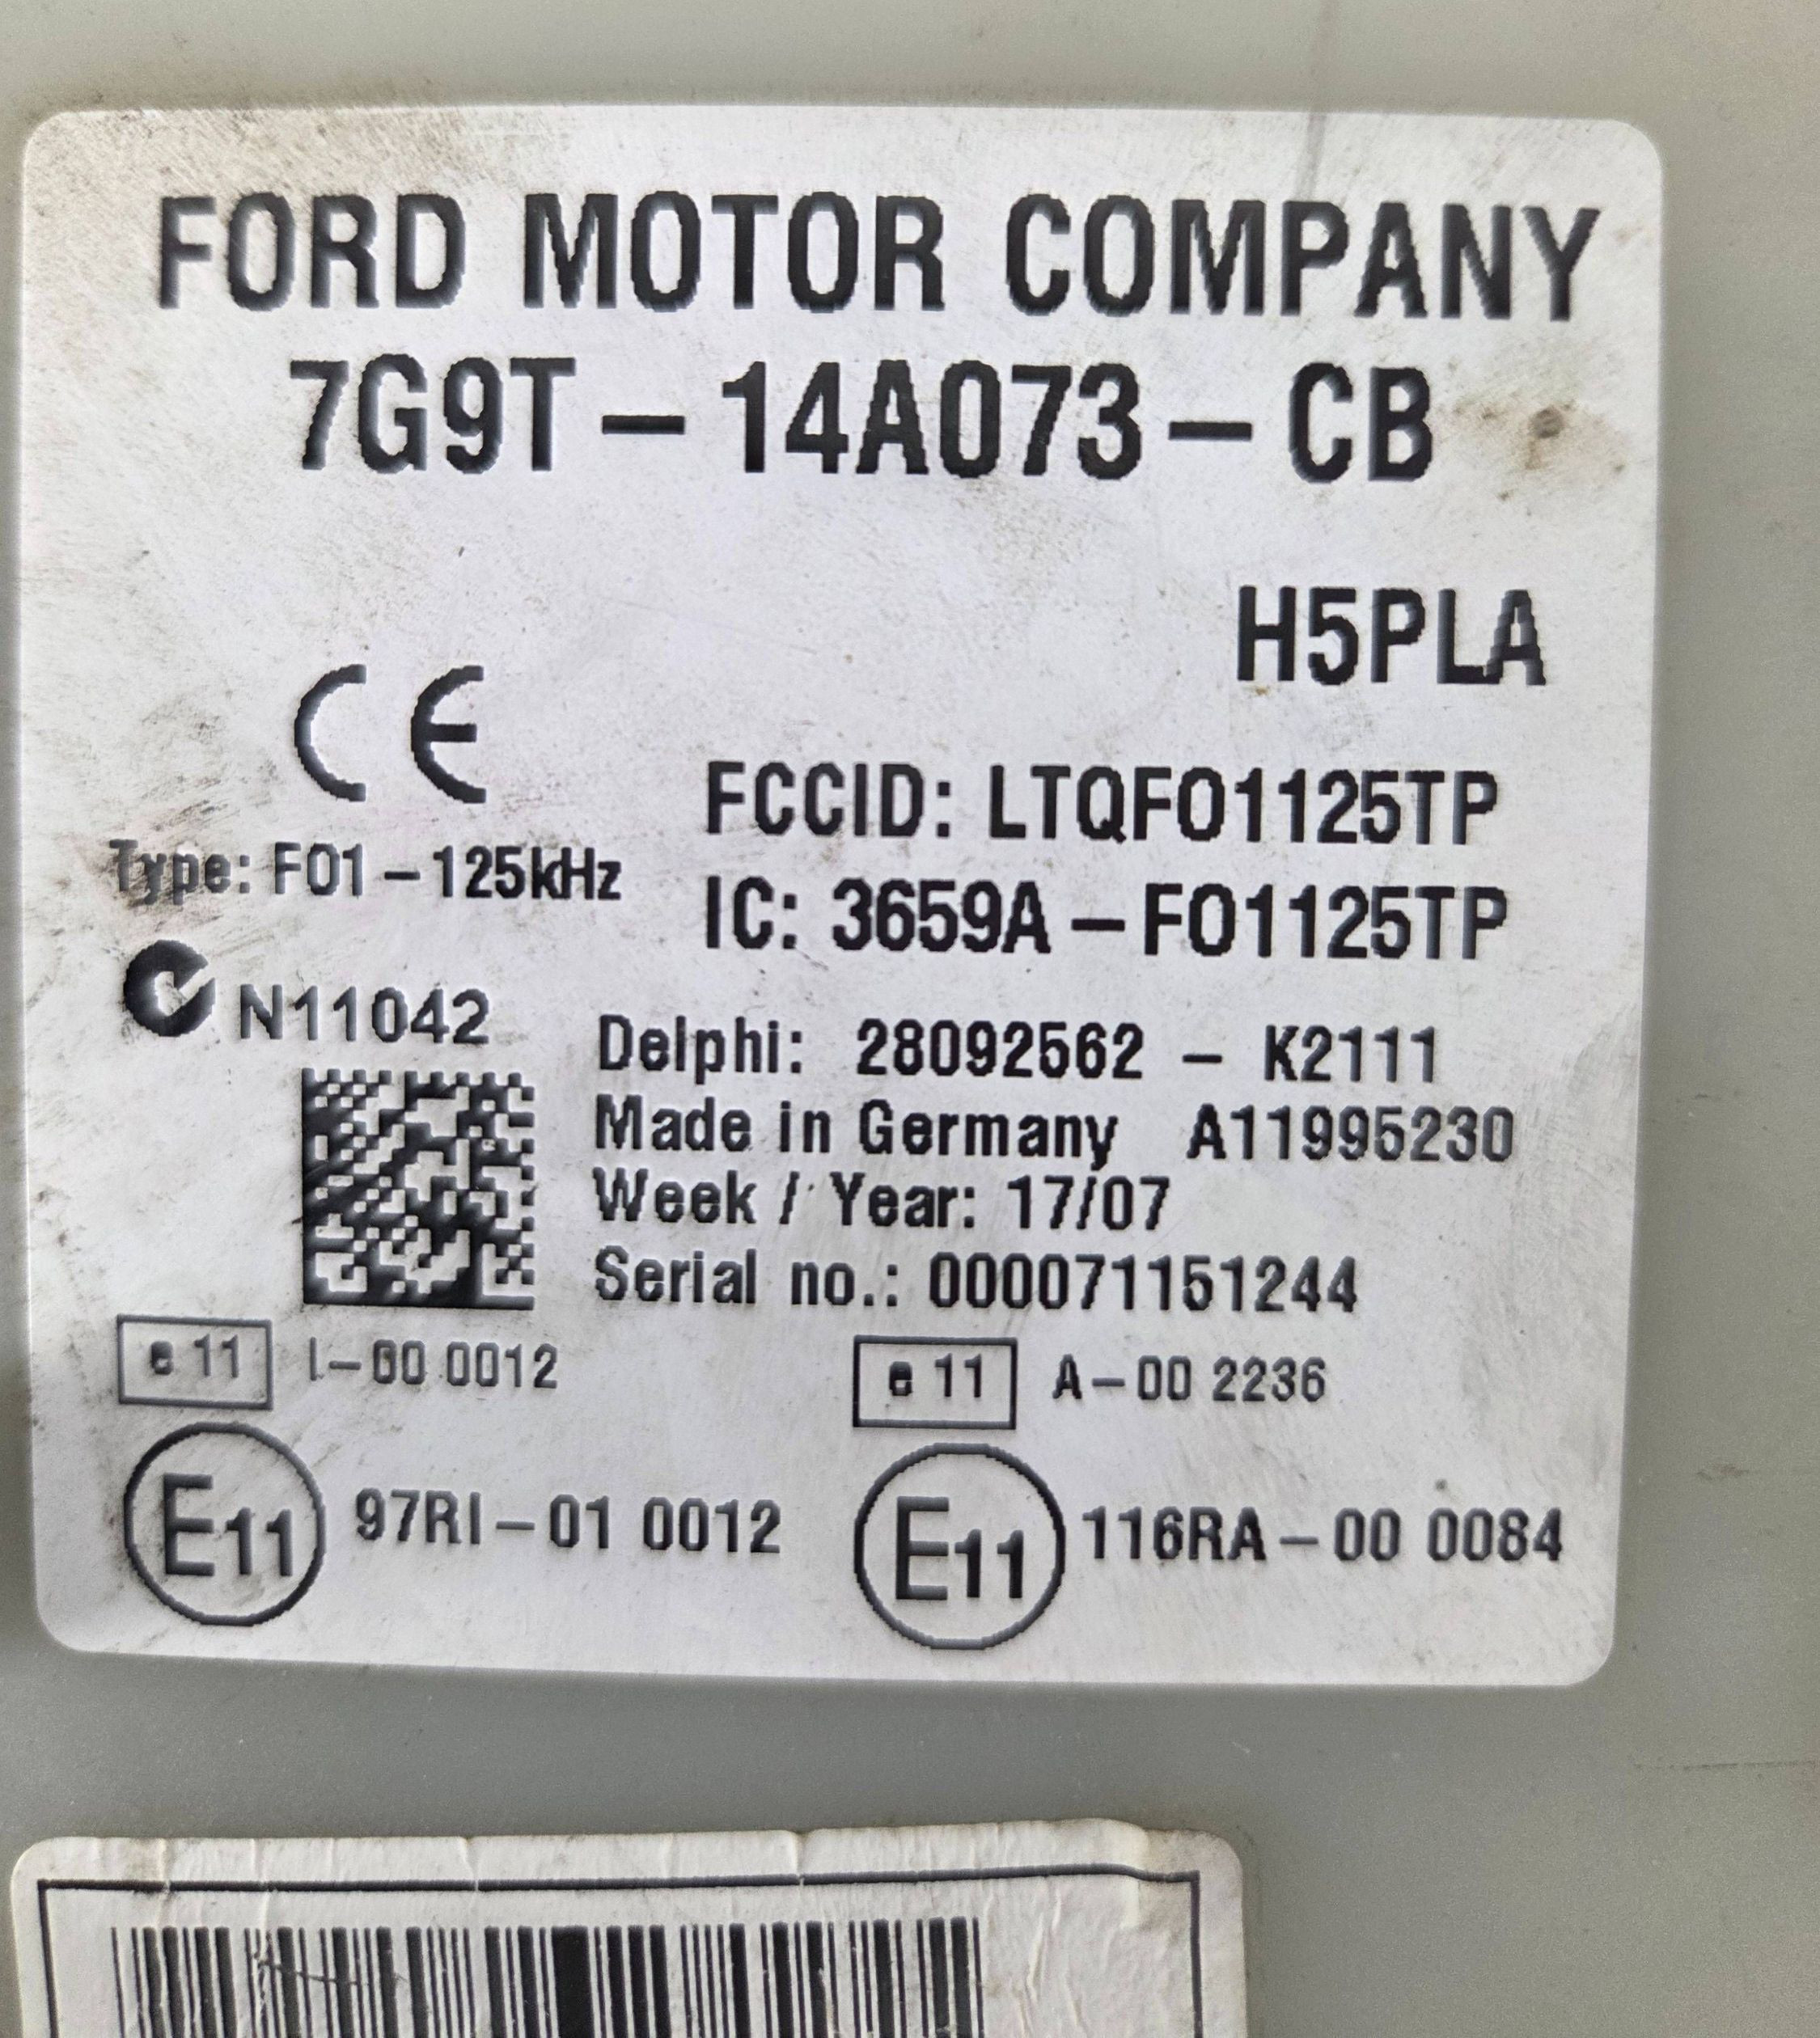 FORD MOTOR COMPANY
7G9T-14A073-CB
H5PLA
CE
FCCID: LTQFO1125TP
Type: FO1-125kHz
IC: 3659A-FO1125TP
N11042
Delphi: 28092562 - K2111
Made in Germany A11995230
Week / Year: 17/07
Serial no.: 000071151244
e 11 I-00 0012
e 11 A-00 2236
E11 97RI-01 0012
E11 116RA-00 0084